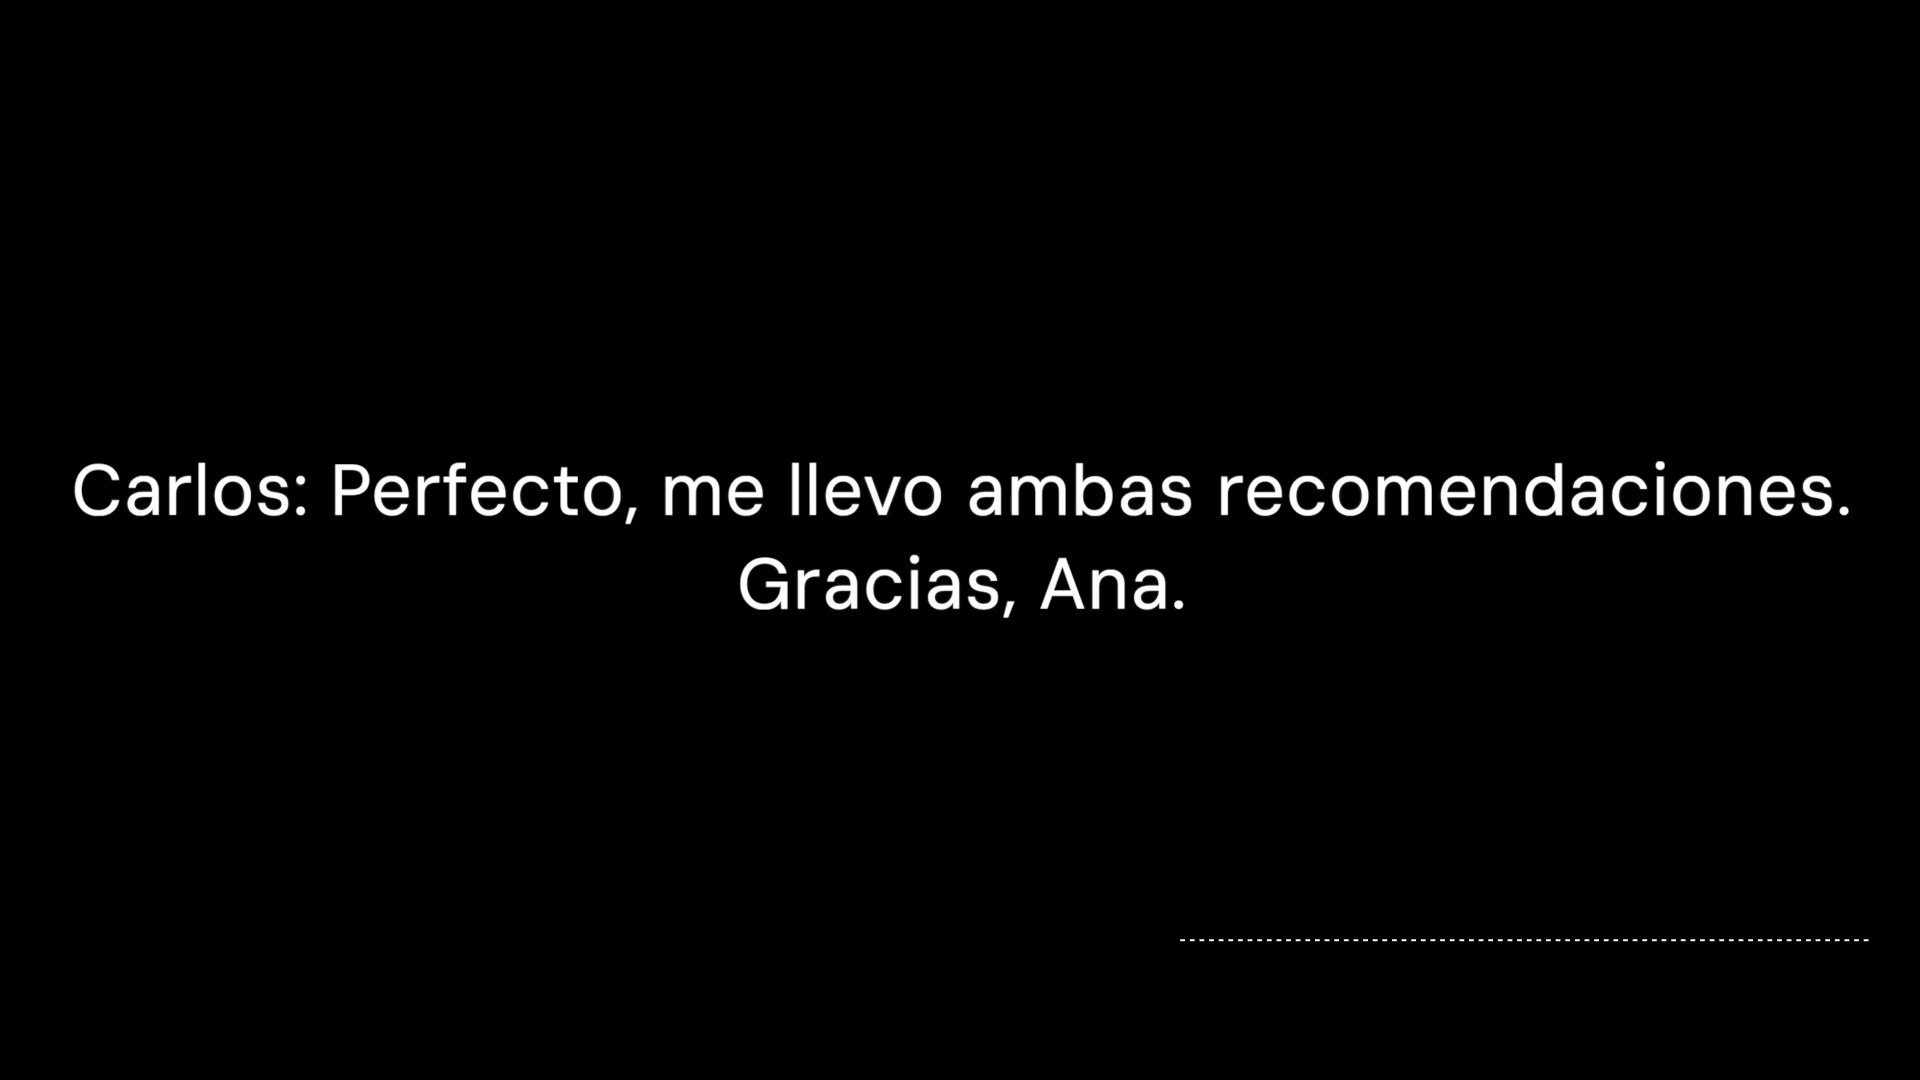 Carlos: Perfecto, me llevo ambas recomendaciones.
Gracias, Ana.